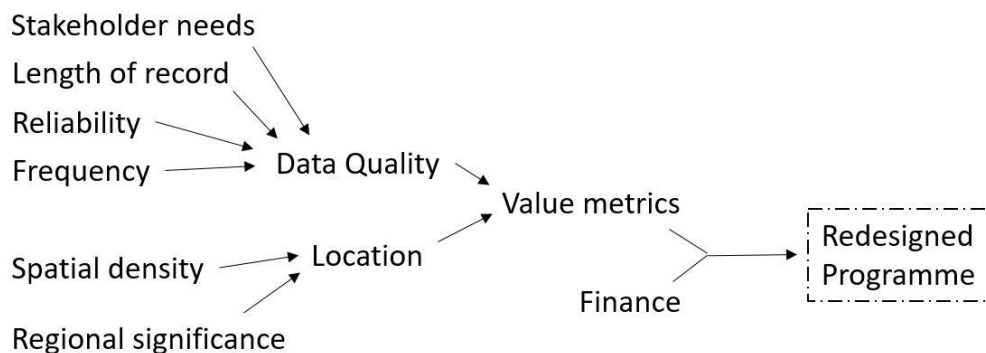 Stakeholder needs
Length of record
Reliability
Frequency
Data Quality
Value metrics
Spatial density
Location
Regional significance
Finance
Redesigned
Programme